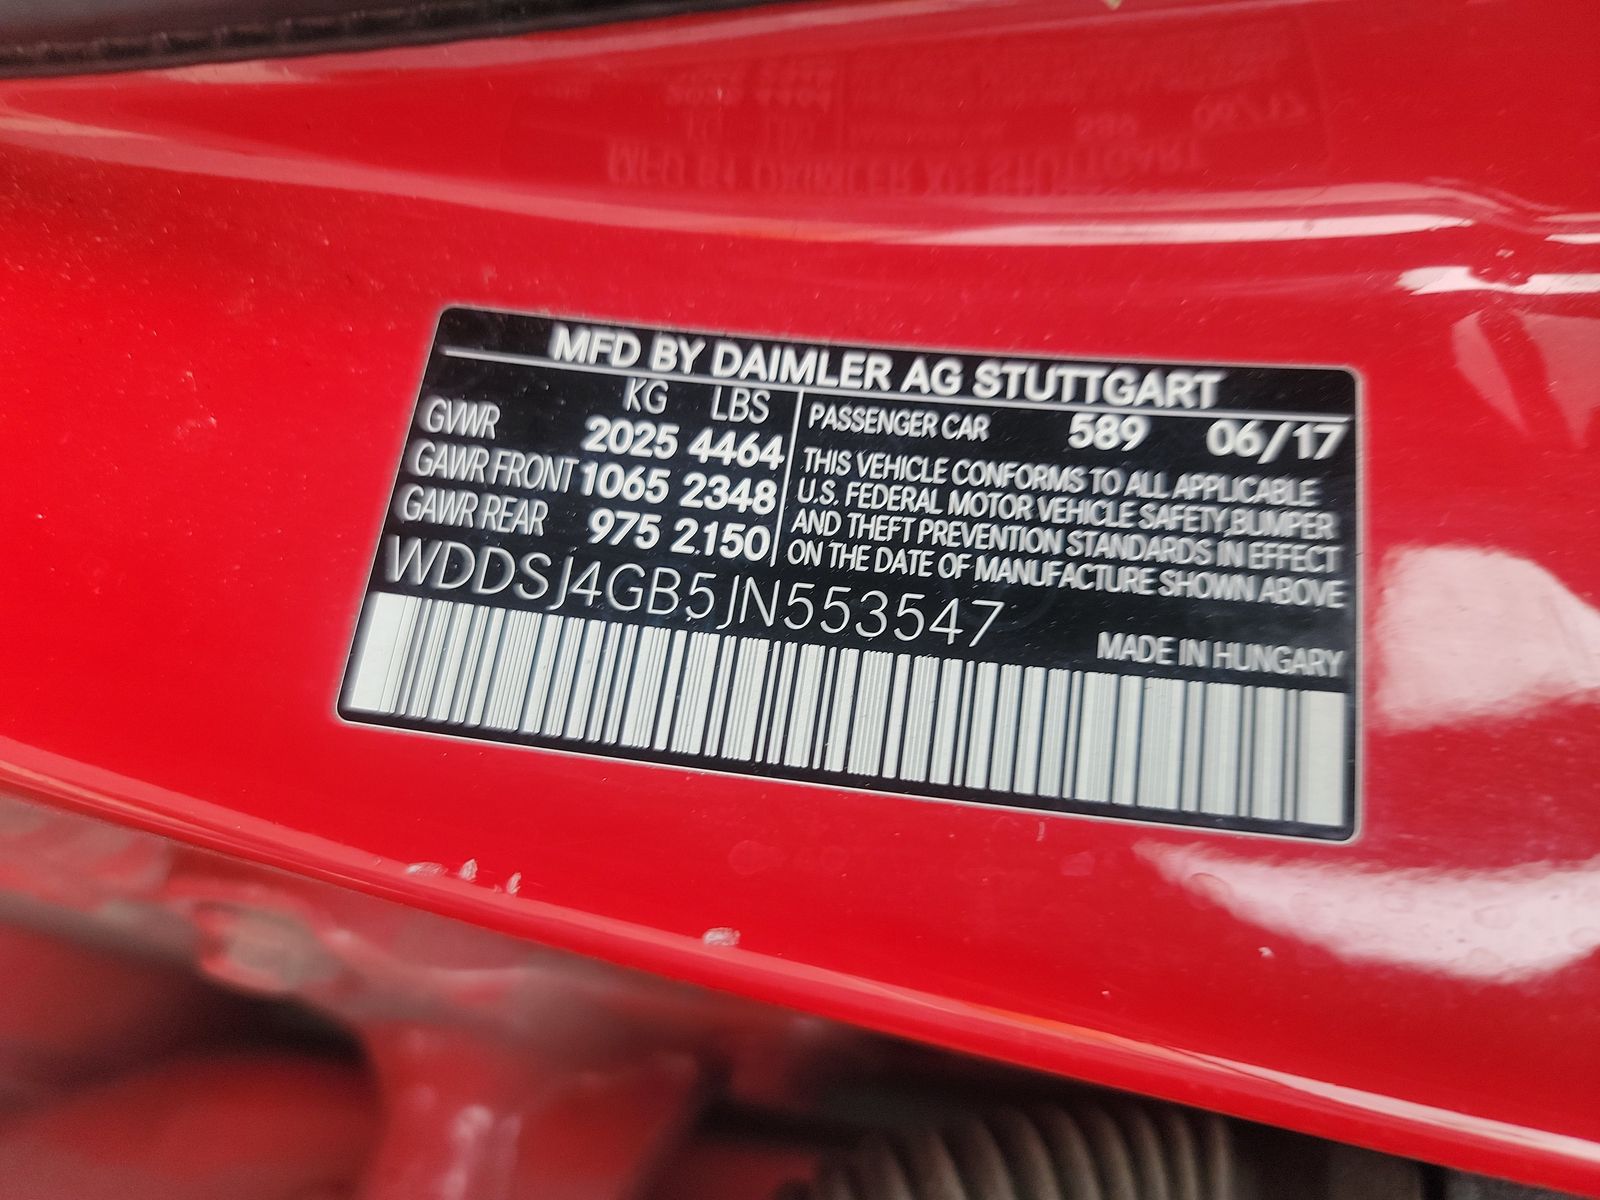 MFD BY DAIMLER AG STUTTGART
KG LBS
GVWR 2025 4464
GAWR FRONT 1065 2348
GAWR REAR 975 2150
PASSENGER CAR 589 06/17
THIS VEHICLE CONFORMS TO ALL APPLICABLE
U.S. FEDERAL MOTOR VEHICLE SAFETY, BUMPER
AND THEFT PREVENTION STANDARDS IN EFFECT
ON THE DATE OF MANUFACTURE SHOWN ABOVE
WDDSJ4GB5JN553547
MADE IN HUNGARY